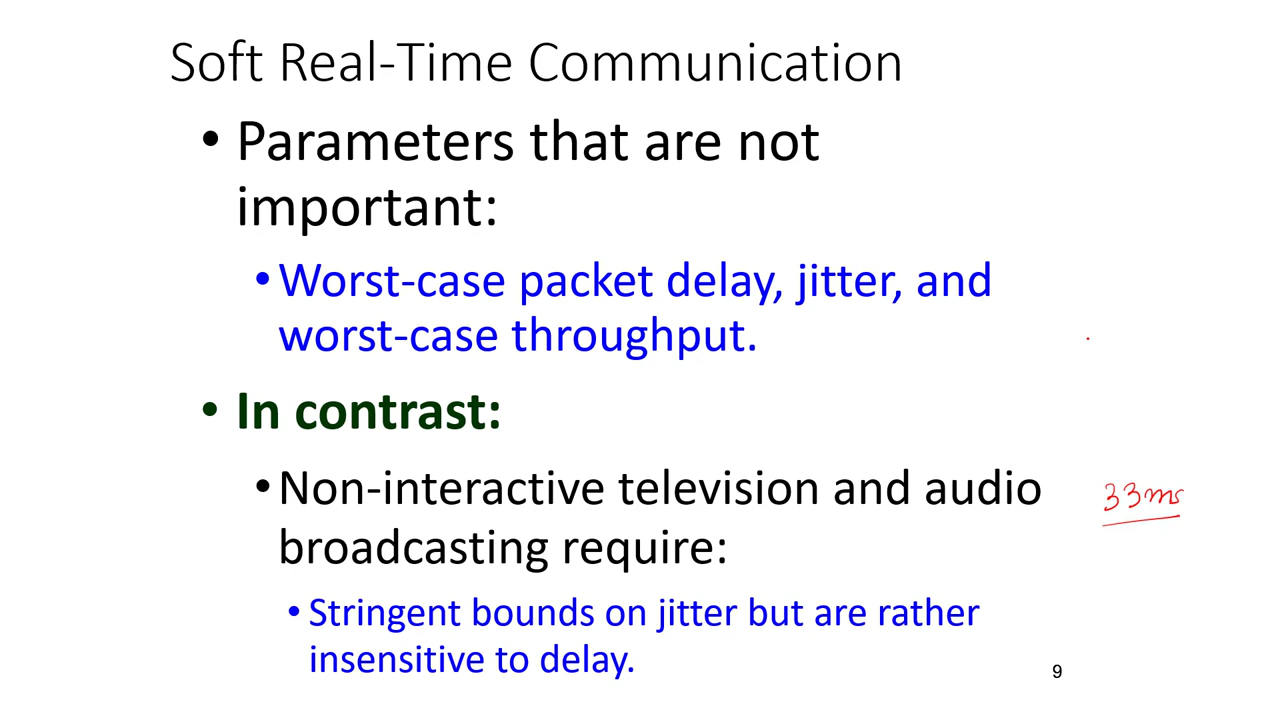 Soft Real-Time Communication
• Parameters that are not
important:
• Worst-case packet delay, jitter, and
worst-case throughput.
• In contrast:
• Non-interactive television and audio
broadcasting require:
33ms
• Stringent bounds on jitter but are rather
insensitive to delay.
9